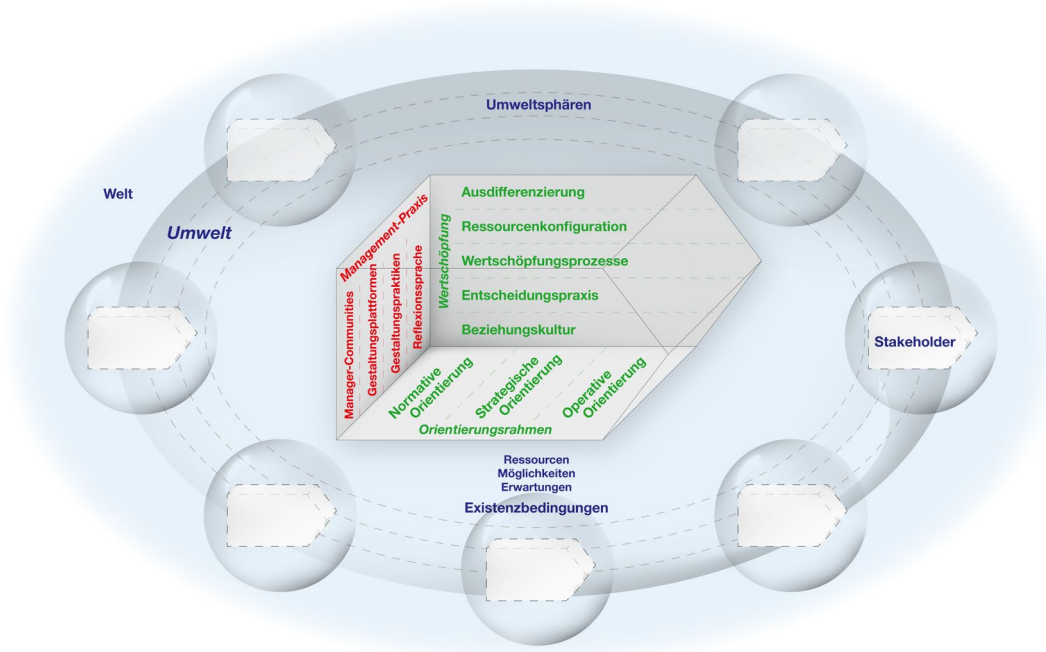 Umweltsphären
Welt
Umwelt
Management-Praxis
Manager-Communities
Gestaltungsplattformen
Gestaltungspraktiken
Reflexionssprache
Wertschöpfung
Ausdifferenzierung
Ressourcenkonfiguration
Wertschöpfungsprozesse
Entscheidungspraxis
Beziehungskultur
Stakeholder
Normative
Orientierung
Strategische
Orientierung
Operative
Orientierung
Orientierungsrahmen
Ressourcen
Möglichkeiten
Erwartungen
Existenzbedingungen